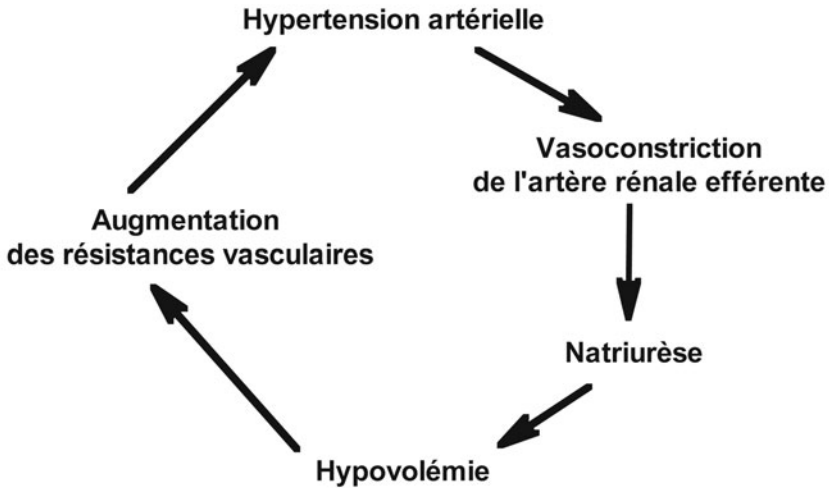 Hypertension artérielle
Vasoconstriction
de l'artère rénale efférente
Natriurèse
Hypovolémie
Augmentation
des résistances vasculaires